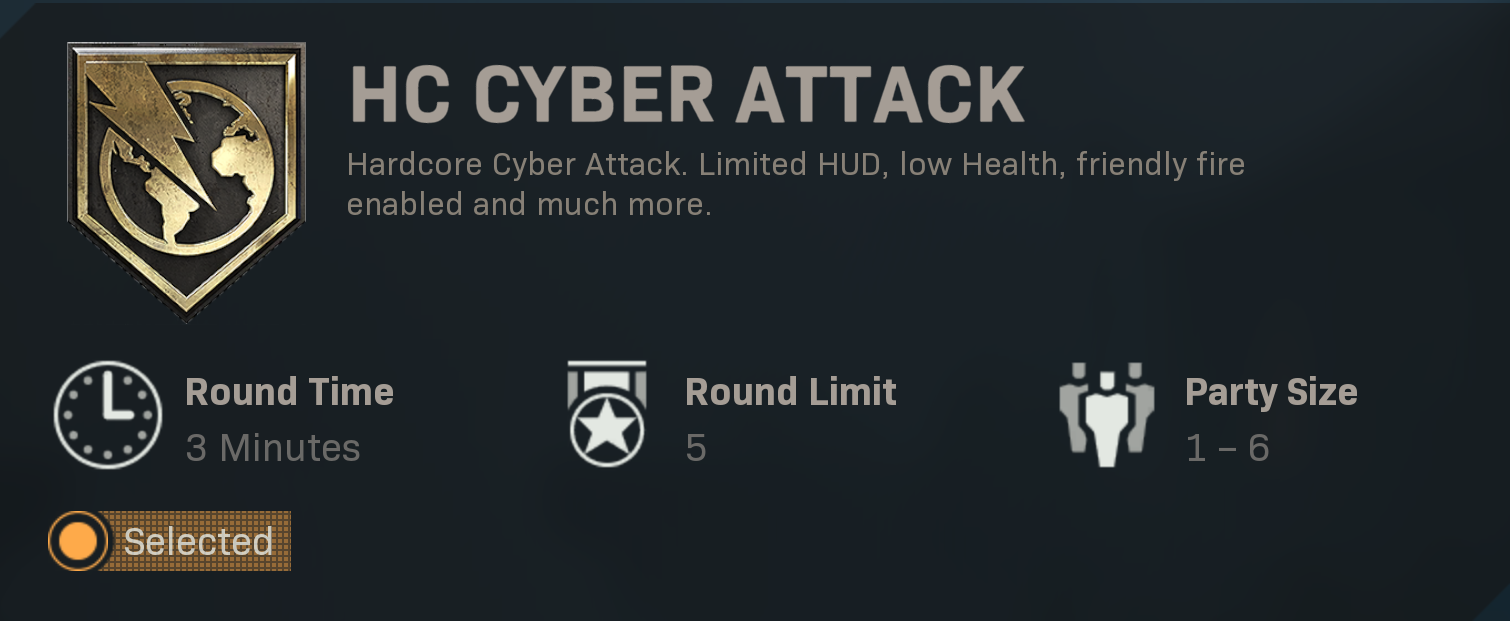 HC CYBER ATTACK
Hardcore Cyber Attack. Limited HUD, low Health, friendly fire
enabled and much more.
Round Time
3 Minutes
Round Limit
5
Party Size
1 – 6
Selected